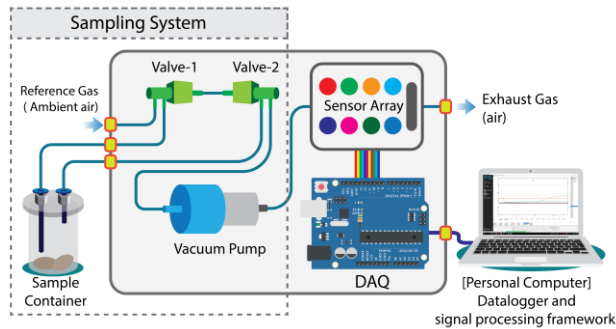 Sampling System
Valve-1
Valve-2
Reference Gas
( Ambient air)
Sensor Array
Exhaust Gas
(air)
Vacuum Pump
Sample
Container
DAQ
[Personal Computer]
Datalogger and
signal processing framework